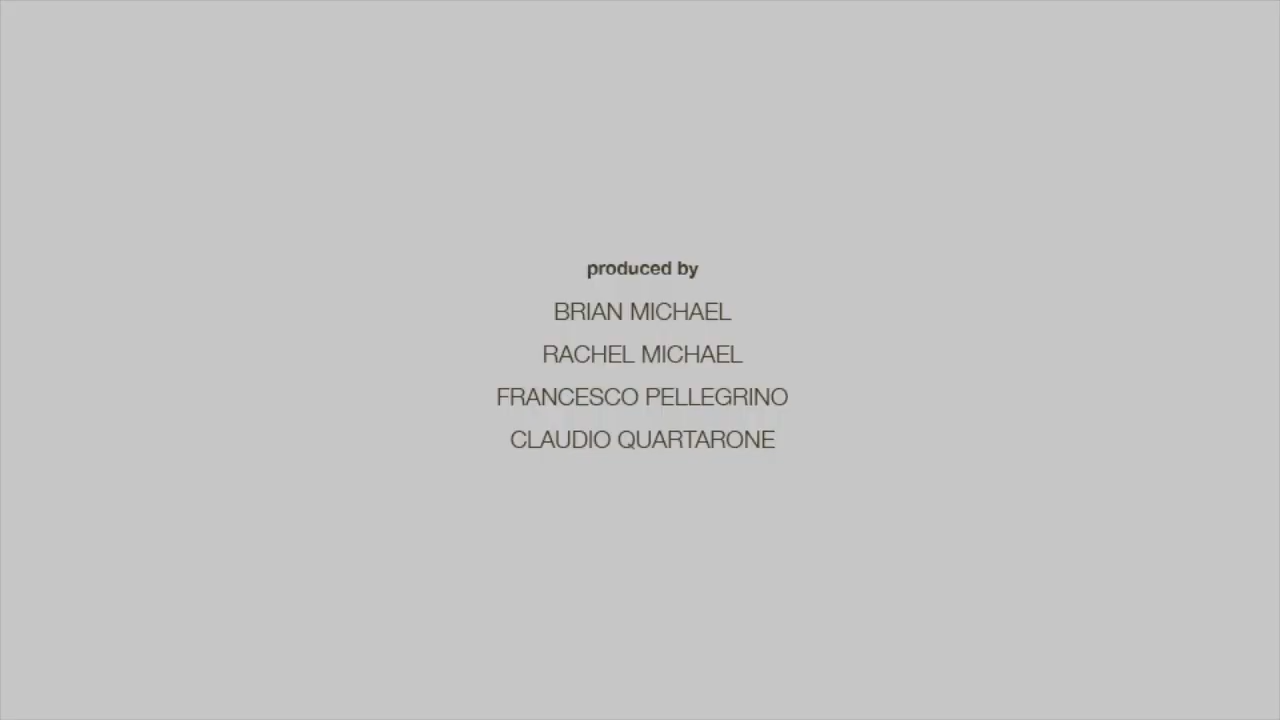 produced by
BRIAN MICHAEL
RACHEL MICHAEL
FRANCESCO PELLEGRINO
CLAUDIO QUARTARONE